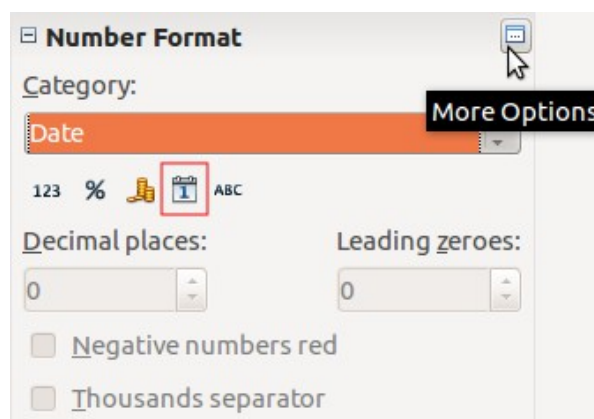 Number Format
Category:
More Options
Date
123 % 1 ABC
Decimal places: Leading zeroes:
0 0
Negative numbers red
Thousands separator